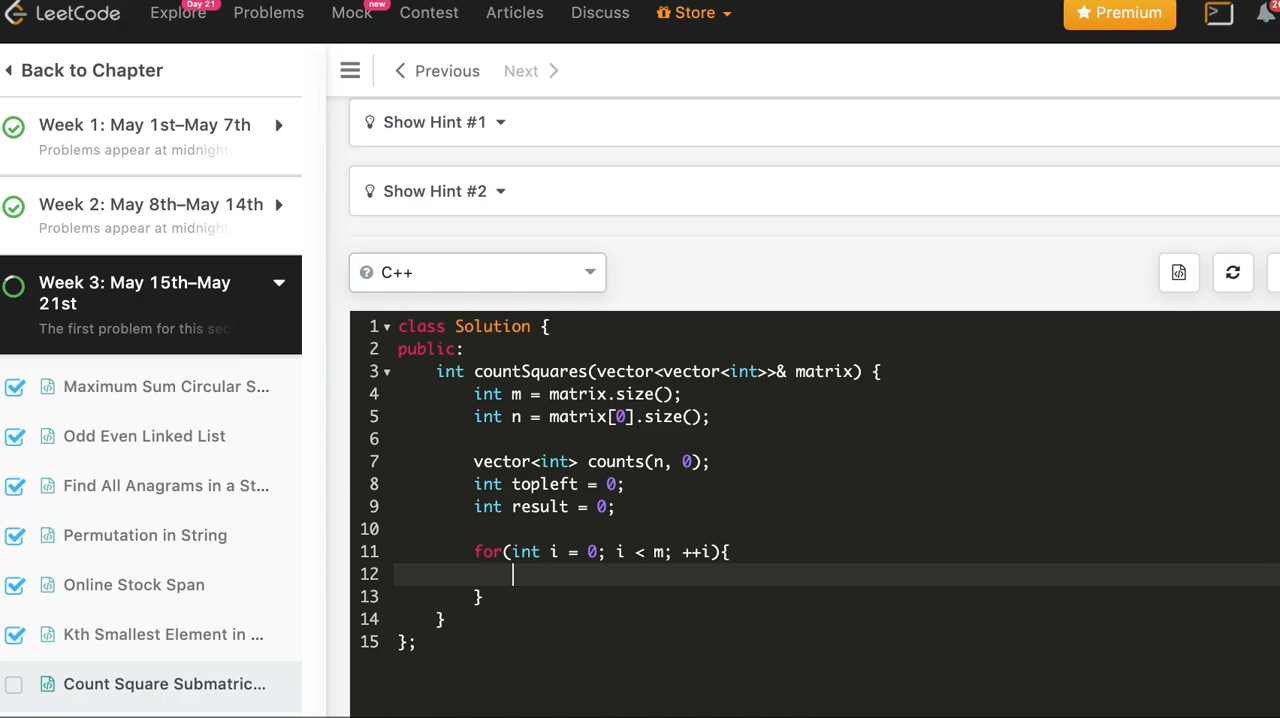 LeetCode
Explore
Day 21
Problems
Mock
new
Contest
Articles
Discuss
Store
Premium
Back to Chapter
Week 1: May 1st–May 7th
Problems appear at midnight
Week 2: May 8th–May 14th
Problems appear at midnight
Week 3: May 15th–May
21st
The first problem for this sec
Maximum Sum Circular S...
Odd Even Linked List
Find All Anagrams in a St...
Permutation in String
Online Stock Span
Kth Smallest Element in ...
Count Square Submatric...
Previous
Next
Show Hint #1
Show Hint #2
C++
1 class Solution {
2 public:
3     int countSquares(vector<vector<int>>& matrix) {
4         int m = matrix.size();
5         int n = matrix[0].size();
6
7         vector<int> counts(n, 0);
8         int topleft = 0;
9         int result = 0;
10
11         for(int i = 0; i < m; ++i){
12
13         }
14     }
15 };